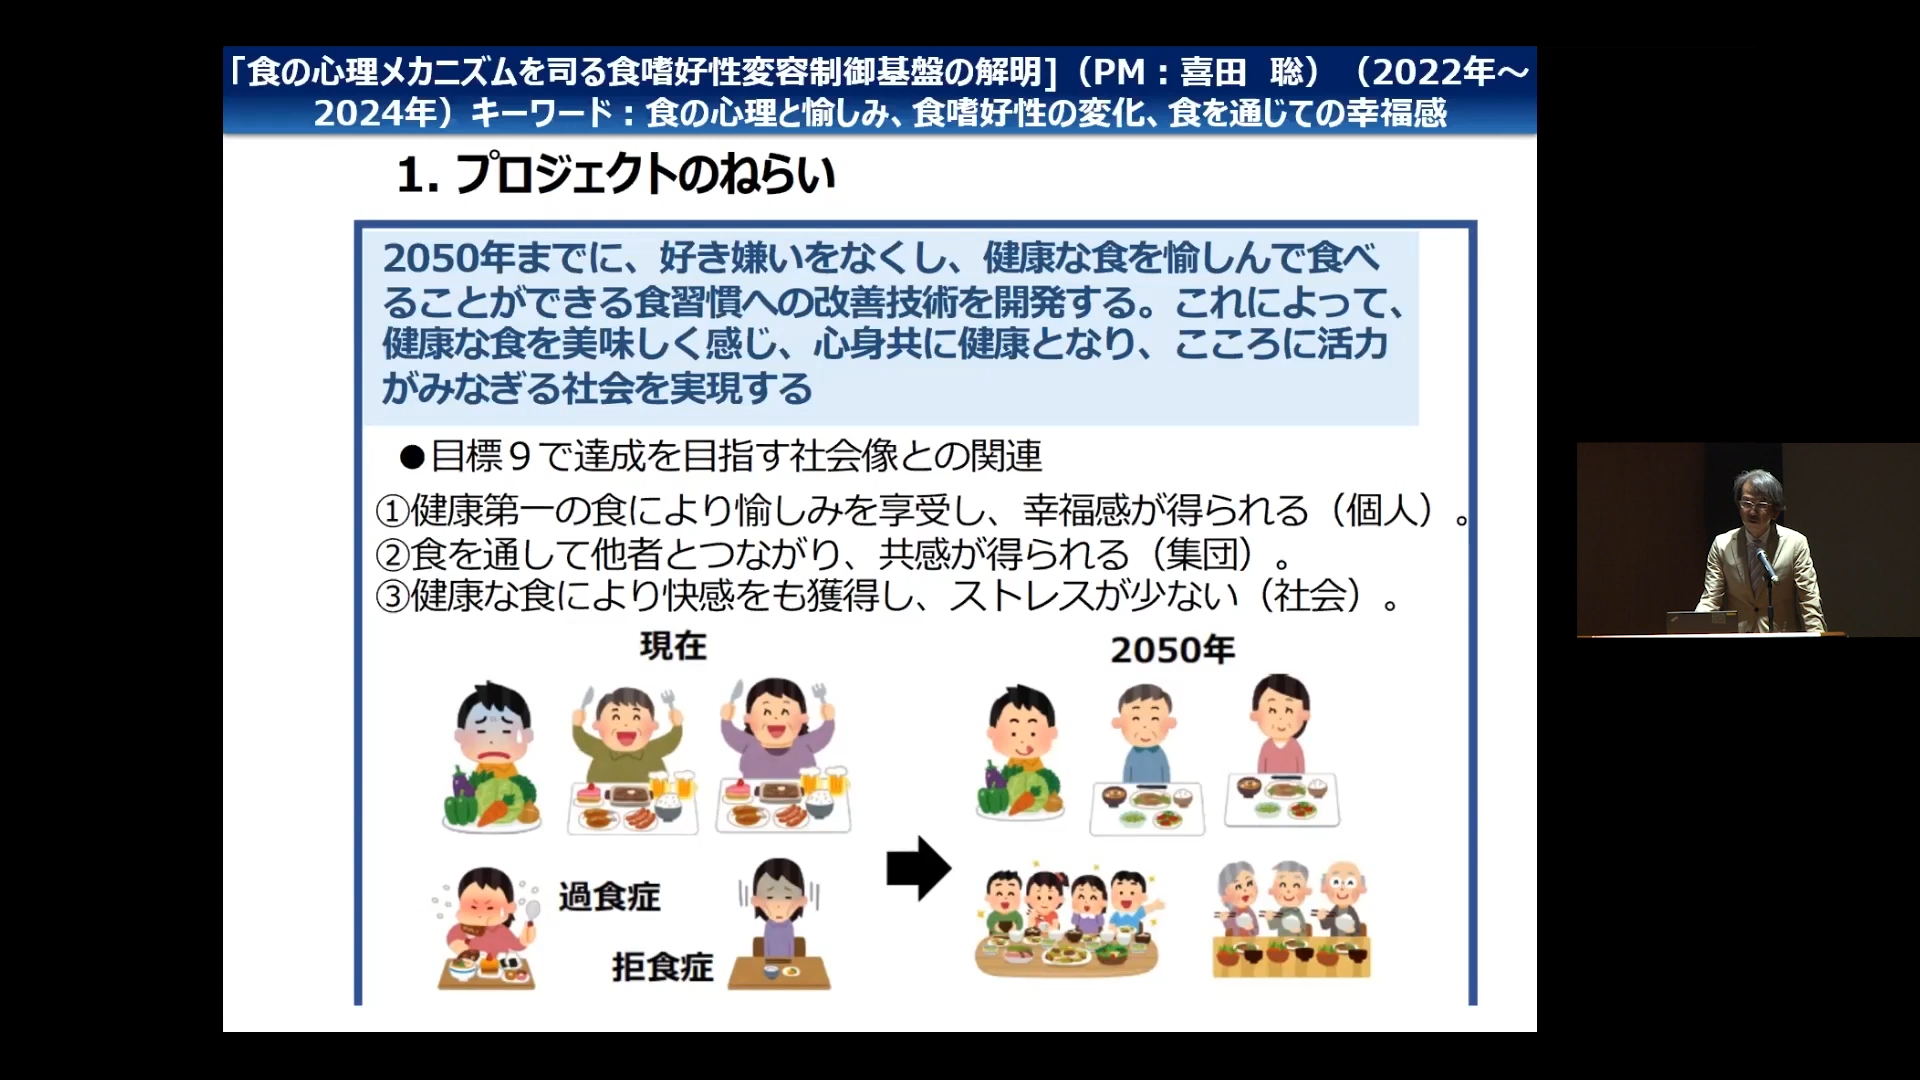 「食の心理メカニズムを司る食嗜好性変容制御基盤の解明］（PM：喜田　聡）（2022年～
2024年）キーワード：食の心理と愉しみ、食嗜好性の変化、食を通じての幸福感
1. プロジェクトのねらい
2050年までに、好き嫌いをなくし、健康な食を愉しんで食べ
ることができる食習慣への改善技術を開発する。これによって、
健康な食を美味しく感じ、心身共に健康となり、こころに活力
がみなぎる社会を実現する
●目標９で達成を目指す社会像との関連
①健康第一の食により愉しみを享受し、幸福感が得られる（個人）。
②食を通して他者とつながり、共感が得られる（集団）。
③健康な食により快感をも獲得し、ストレスが少ない（社会）。
現在
2050年
過食症
拒食症